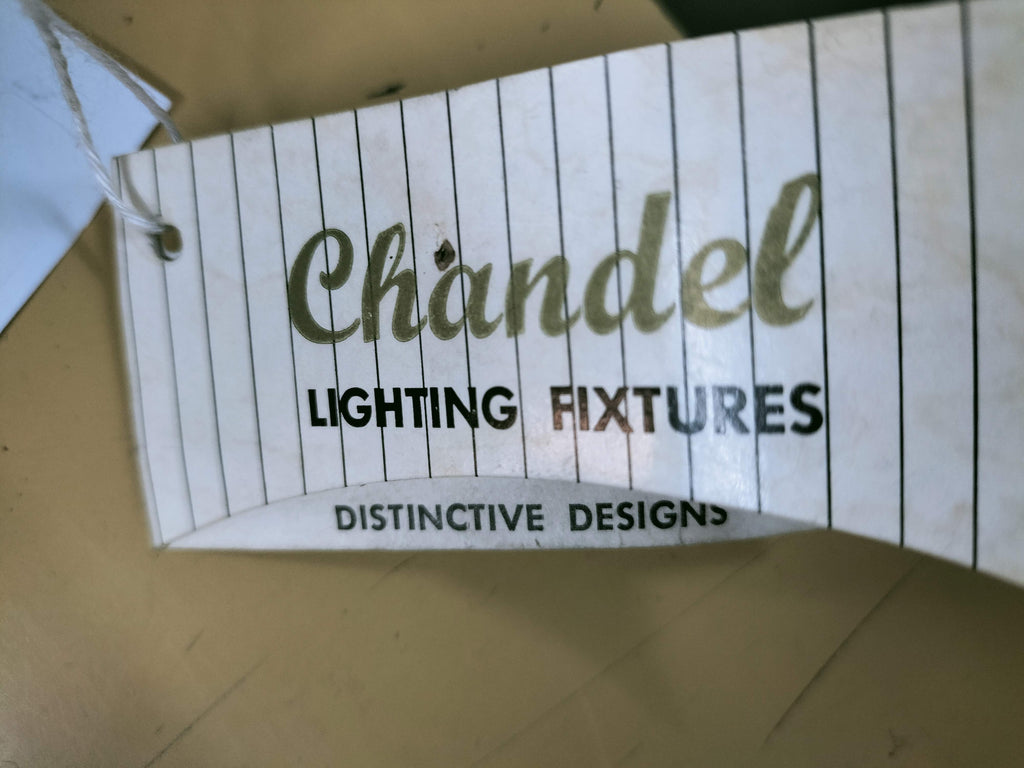 Chandel
LIGHTING FIXTURES
DISTINCTIVE DESIGNS